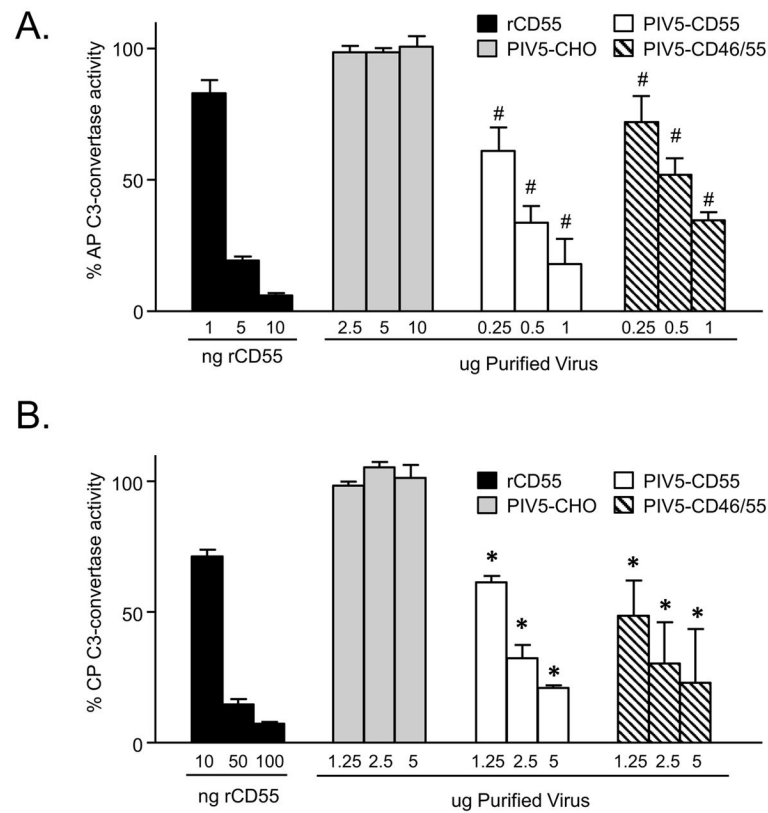 A.
rCD55 PIV5-CD55
PIV5-CHO PIV5-CD46/55
% AP C3-convertase activity
100
50
0
# # # # # #
1 5 10 2.5 5 10 0.25 0.5 1 0.25 0.5 1
ng rCD55 ug Purified Virus
B.
rCD55 PIV5-CD55
PIV5-CHO PIV5-CD46/55
% CP C3-convertase activity
100
50
0
* * * * * *
10 50 100 1.25 2.5 5 1.25 2.5 5 1.25 2.5 5
ng rCD55 ug Purified Virus